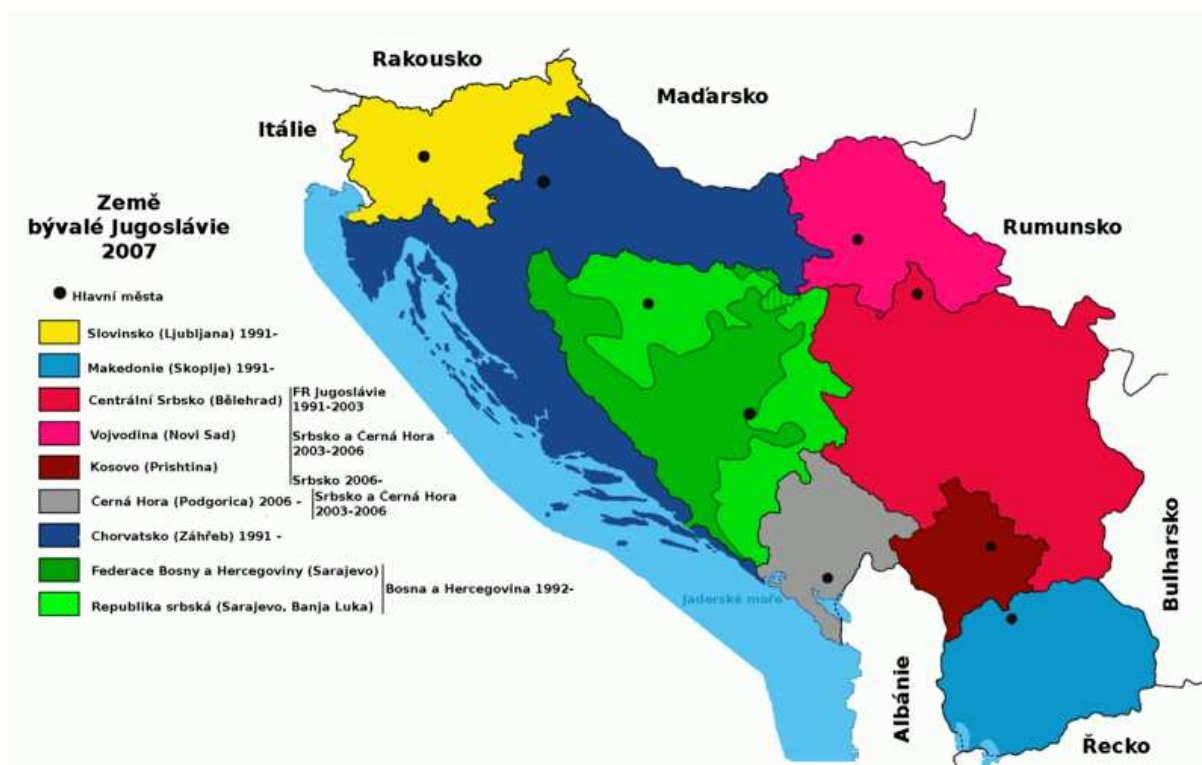 Rakousko
Maďarsko
Itálie
Rumunsko
Země
bývalé Jugoslávie
2007
Hlavní města
Slovinsko (Ljubljana) 1991-
Makedonie (Skoplje) 1991-
Centrální Srbsko (Bělehrad)
FR Jugoslávie
1991-2003
Vojvodina (Novi Sad)
Srbsko a Černá Hora
2003-2006
Kosovo (Prishtina)
Srbsko 2006-
Černá Hora (Podgorica) 2006 -
Srbsko a Černá Hora
2003-2006
Chorvatsko (Záhřeb) 1991 -
Federace Bosny a Hercegoviny (Sarajevo)
Bosna a Hercegovina 1992-
Republika srbská (Sarajevo, Banja Luka)
Jaderské moře
Bulharsko
Albánie
Řecko